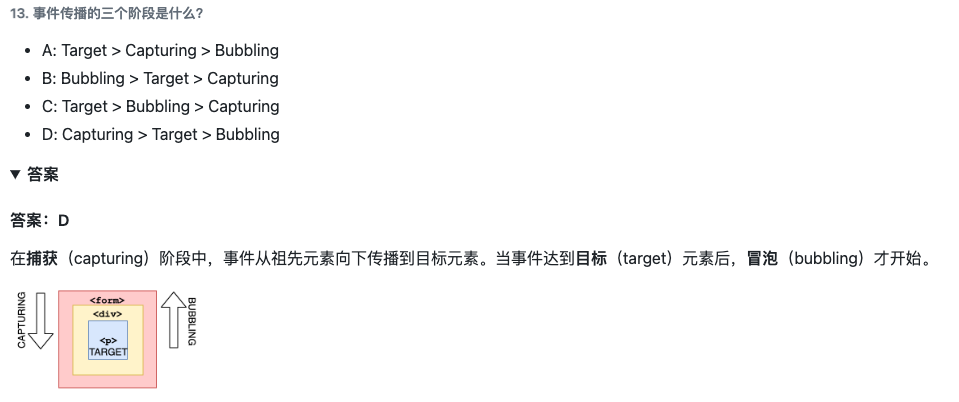 13. 事件传播的三个阶段是什么?
• A: Target > Capturing > Bubbling
• B: Bubbling > Target > Capturing
• C: Target > Bubbling > Capturing
• D: Capturing > Target > Bubbling
▼ 答案
答案：D
在捕获（capturing）阶段中，事件从祖先元素向下传播到目标元素。当事件达到目标（target）元素后，冒泡（bubbling）才开始。
CAPTURING
<form>
<div>
<p>
TARGET
BUBBLING